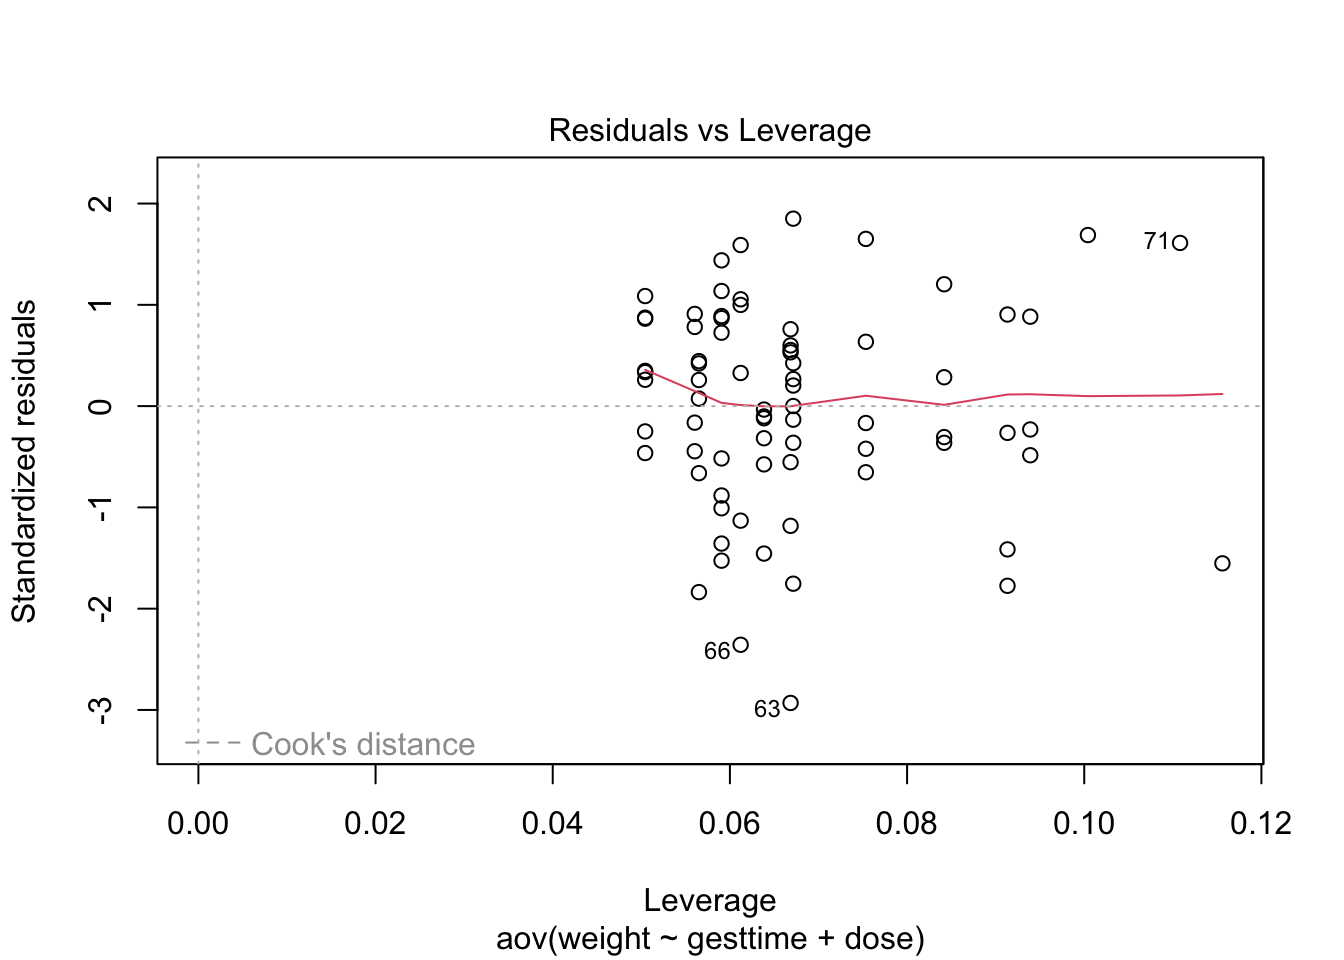 Residuals vs Leverage
Standardized residuals
2
1
0
-1
-2
-3
71
66
63
Cook's distance
0.00 0.02 0.04 0.06 0.08 0.10 0.12
Leverage
aov(weight ~ gesttime + dose)